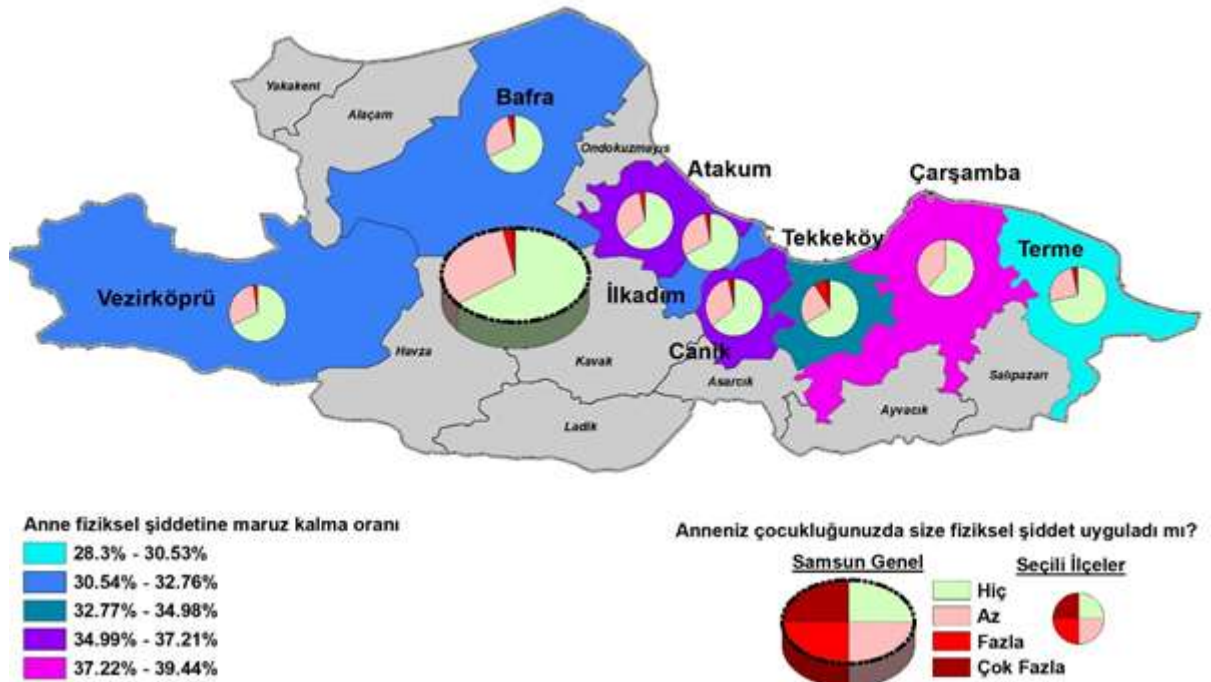 Yakakent
Alaçam
Bafra
Ondokuzmayıs
Atakum
Çarşamba
Tekkeköy
Terme
Vezirköprü
İlkadım
Havza
Kavak
Canik
Asarcık
Salıpazarı
Ayvacık
Ladik
Anne fiziksel şiddetine maruz kalma oranı
28.3% - 30.53%
30.54% - 32.76%
32.77% - 34.98%
34.99% - 37.21%
37.22% - 39.44%
Anneniz çocukluğunuzda size fiziksel şiddet uyguladı mı?
Samsun Genel
Seçili İlçeler
Hiç
Az
Fazla
Çok Fazla